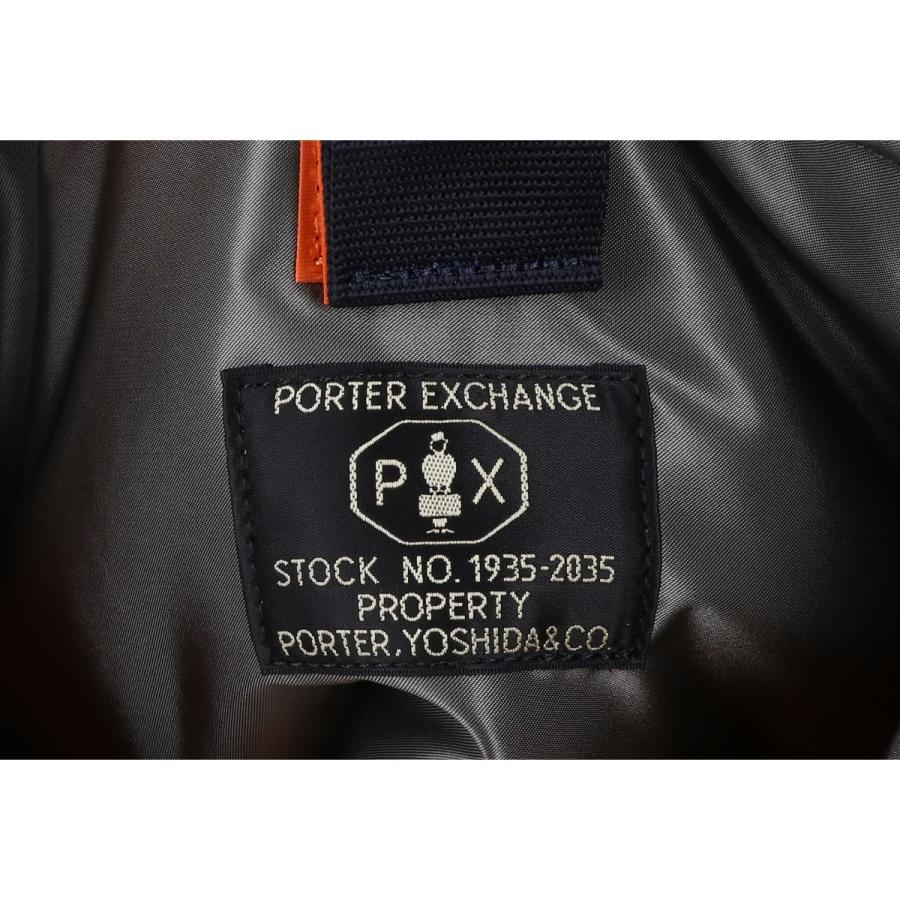 PORTER EXCHANGE
P X
STOCK NO. 1935-2035
PROPERTY
PORTER, YOSHIDA&CO.